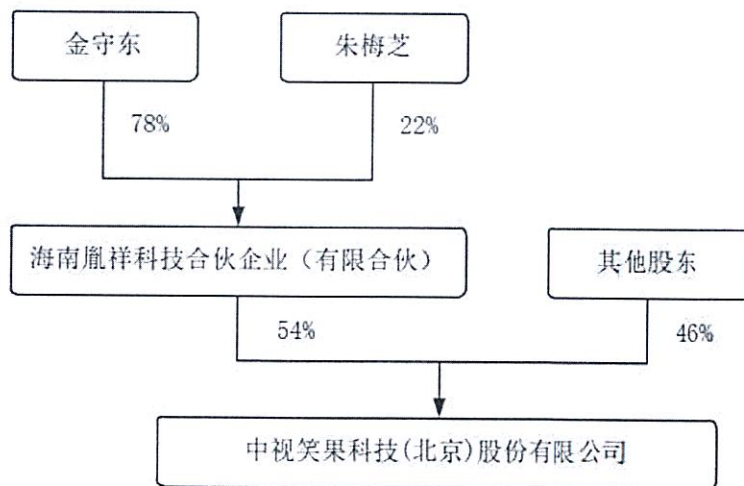 金守东
朱梅芝
78%
22%
海南胤祥科技合伙企业（有限合伙）
其他股东
54%
46%
中视笑果科技(北京)股份有限公司